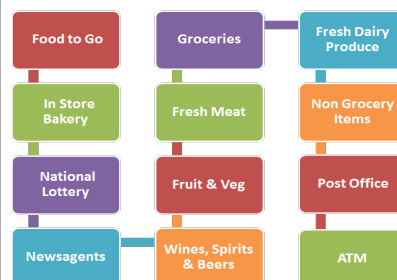 Food to Go
In Store
Bakery
National
Lottery
Newsagents
Groceries
Fresh Meat
Fruit & Veg
Wines, Spirits
& Beers
Fresh Dairy
Produce
Non Grocery
Items
Post Office
ATM